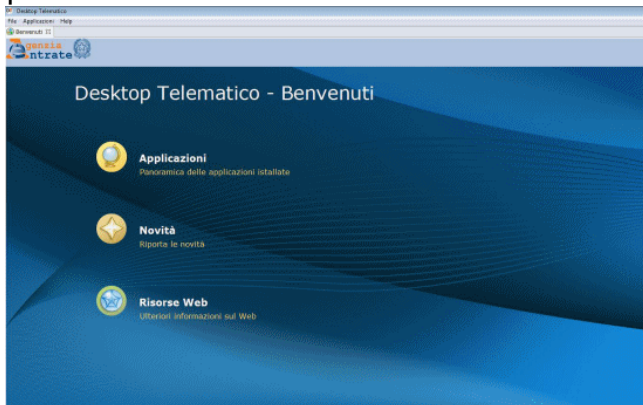 Desktop Telematico
File Applicazioni Help
Benvenuti
Agenzia
Entrate
Desktop Telematico - Benvenuti
Applicazioni
Panoramica delle applicazioni istallate
Novità
Riporta le novità
Risorse Web
Ulteriori informazioni sul Web